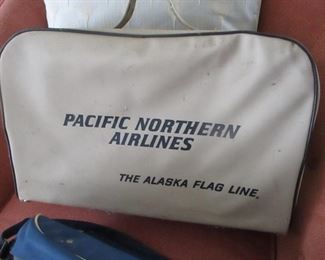 PACIFIC NORTHERN
AIRLINES
THE ALASKA FLAG LINE